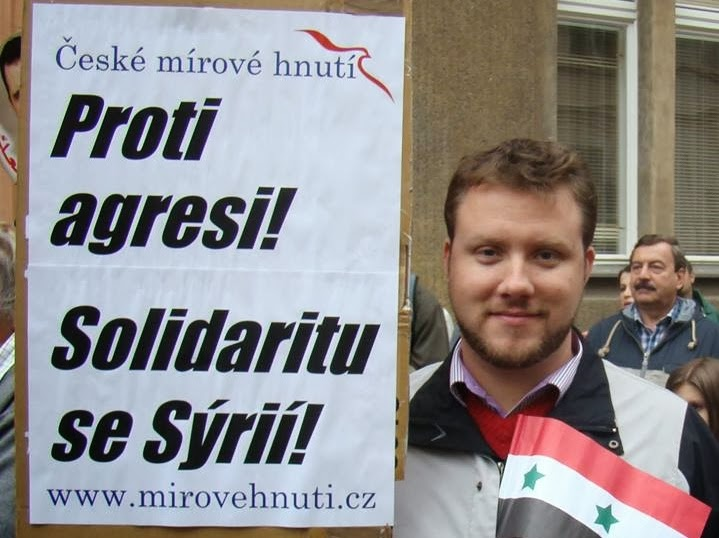 České mírové hnutí
Proti
agresi!
Solidaritu
se Sýrií!
www.mirovehnuti.cz